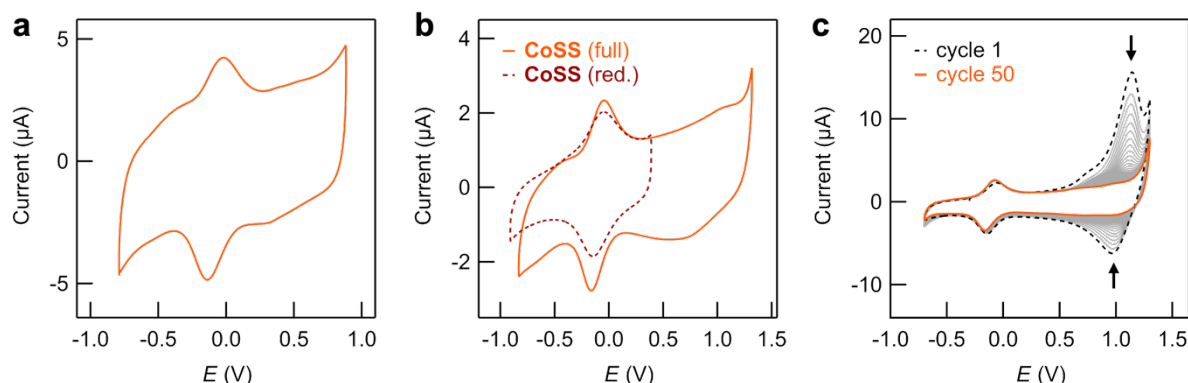 a
5
0
-5
Current (µA)
-1.0 -0.5 0.0 0.5 1.0
E (V)
b
CoSS (full)
CoSS (red.)
4
2
0
-2
Current (µA)
-1.0 -0.5 0.0 0.5 1.0 1.5
E (V)
c
cycle 1
cycle 50
20
10
0
-10
Current (µA)
-1.0 -0.5 0.0 0.5 1.0 1.5
E (V)